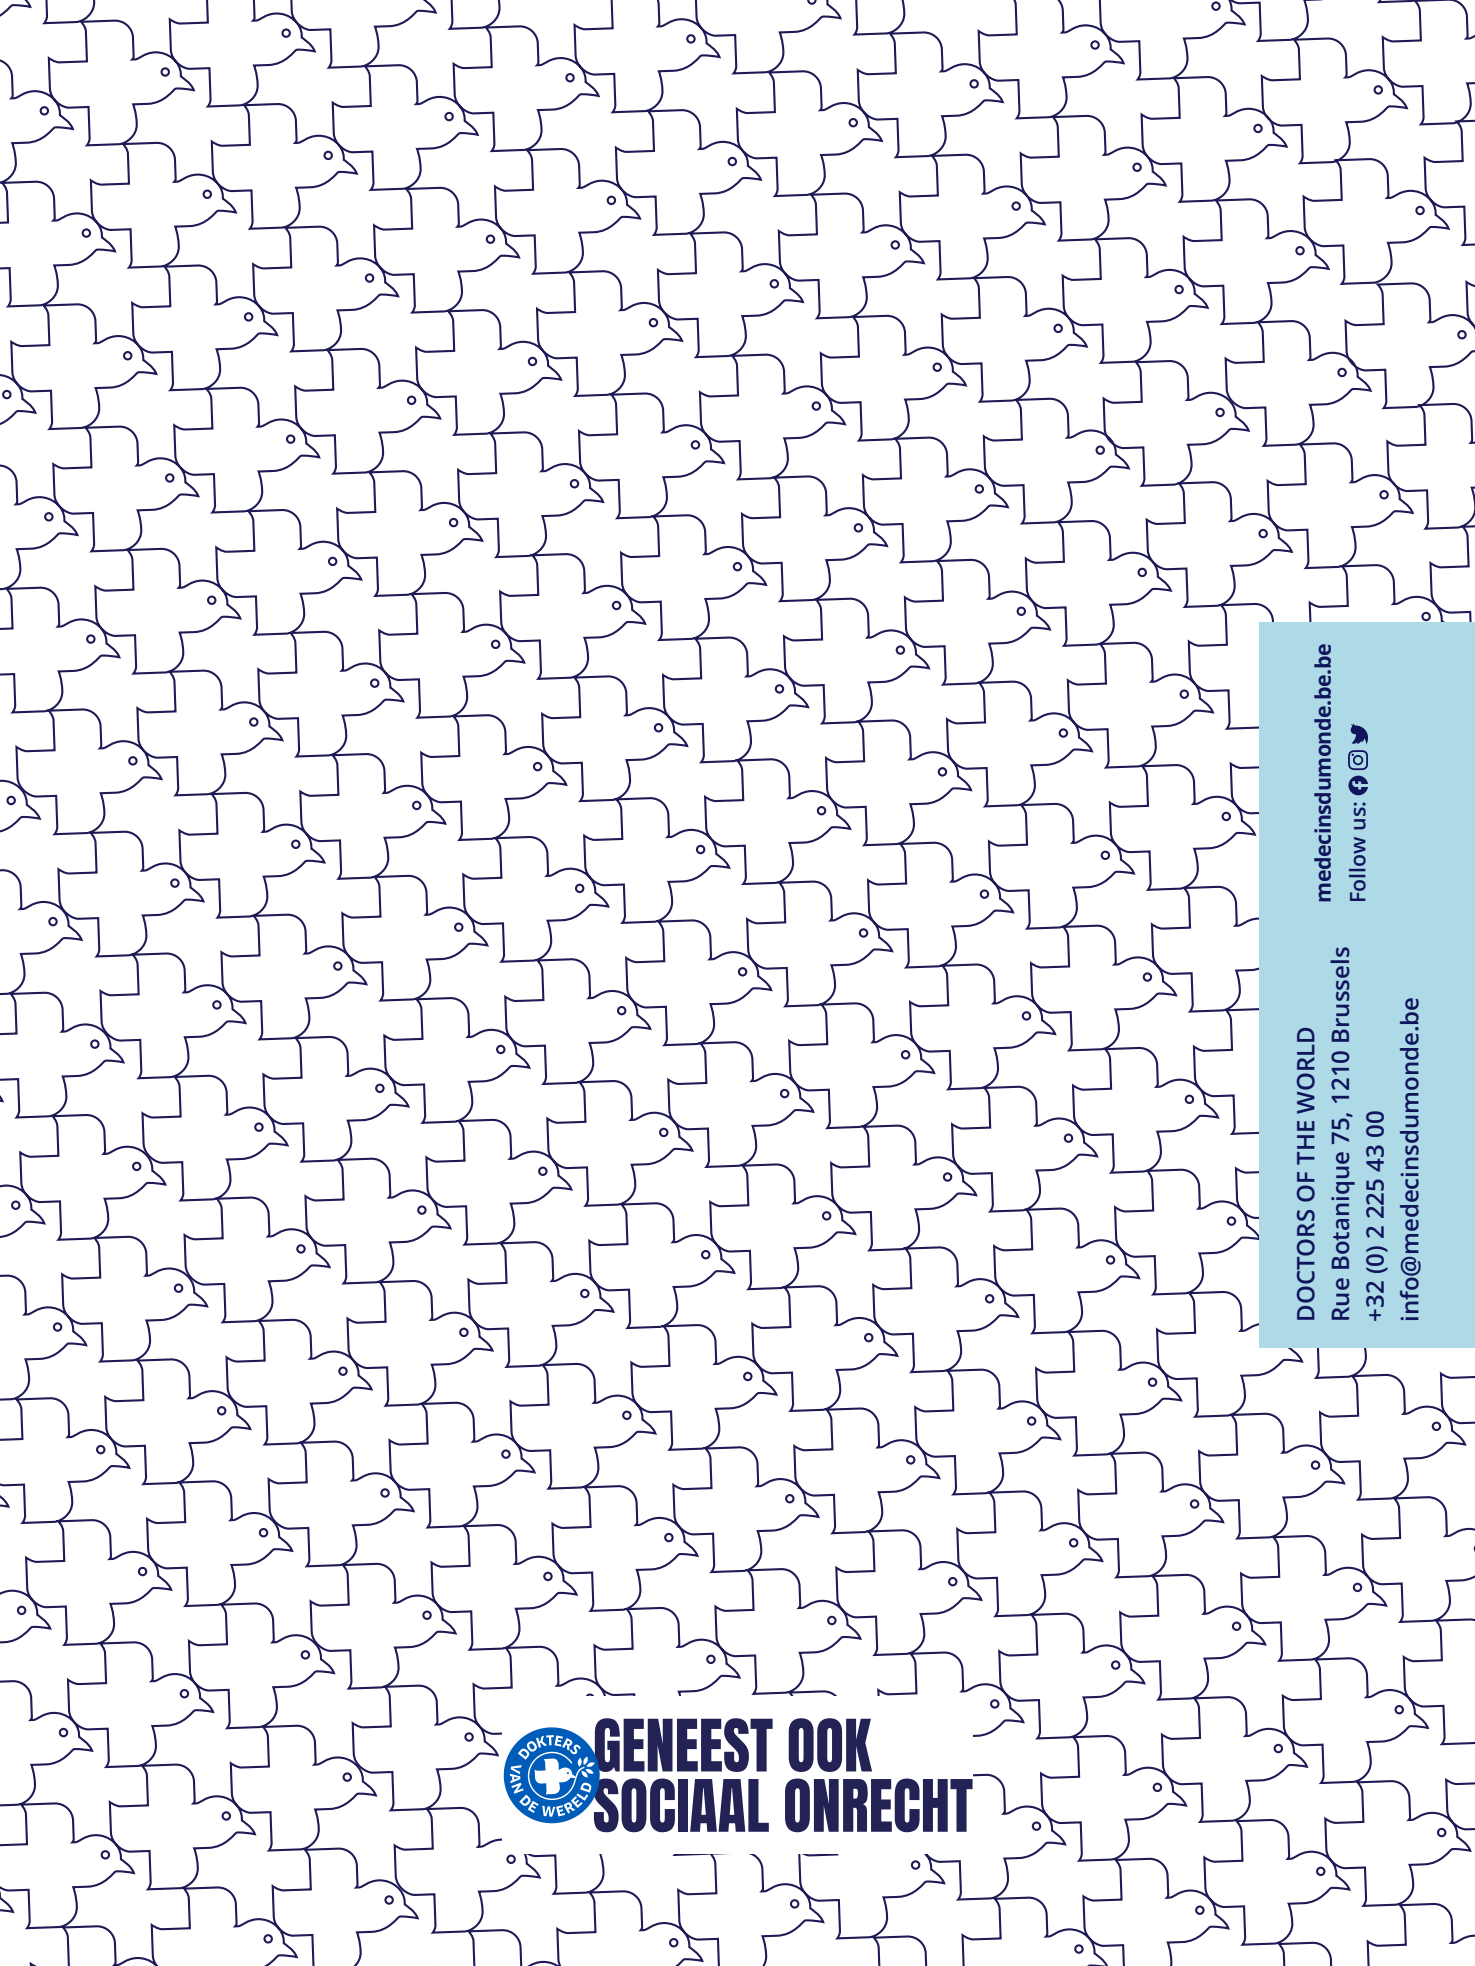 DOCTORS OF THE WORLD
Rue Botanique 75, 1210 Brussels
+32 (0) 2 225 43 00
info@medecinsdumonde.be
medecinsdumonde.be.be
Follow us:
DOKTERS
VAN DE WERELD
GENEEST OOK
SOCIAAL ONRECHT